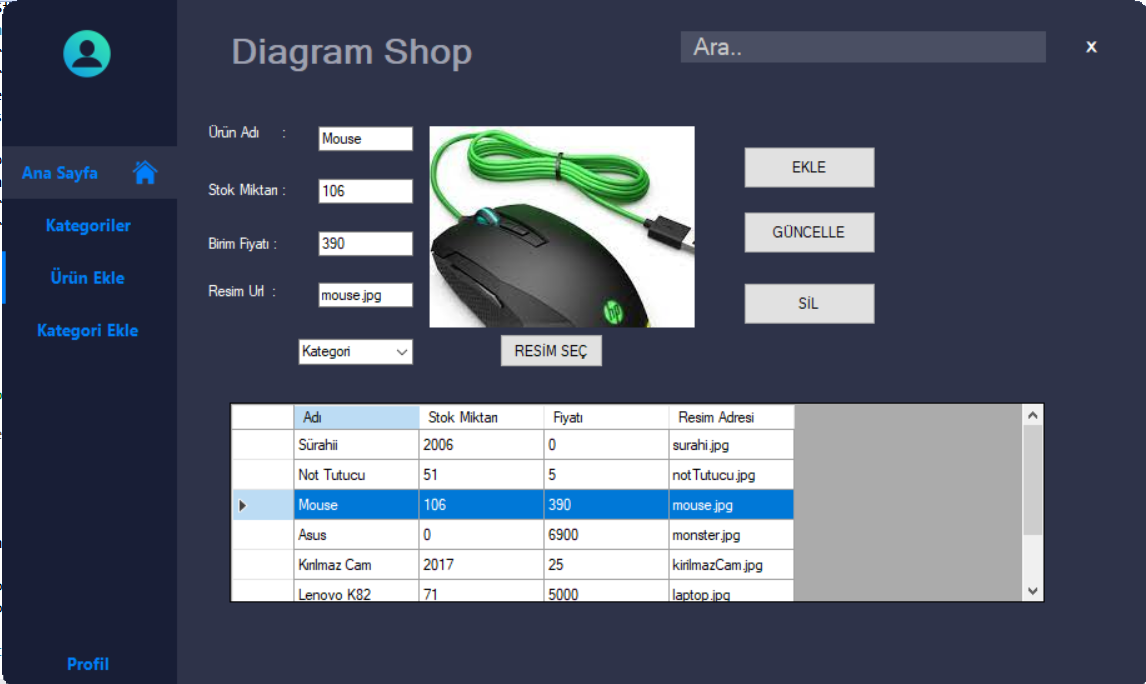 Diagram Shop
Ara..
x
Ana Sayfa
Kategoriler
Ürün Ekle
Kategori Ekle
Profil
Ürün Adı :
Mouse
Stok Miktarı :
106
Birim Fiyatı :
390
Resim Url :
mouse.jpg
Kategori
hp
RESİM SEÇ
EKLE
GÜNCELLE
SİL
Adı Stok Miktarı Fiyatı Resim Adresi
Sürahii 2006 0 surahi.jpg
Not Tutucu 51 5 notTutucu.jpg
Mouse 106 390 mouse.jpg
Asus 0 6900 monster.jpg
Kırılmaz Cam 2017 25 kirilmazCam.jpg
Lenovo K82 71 5000 laptop.jpg